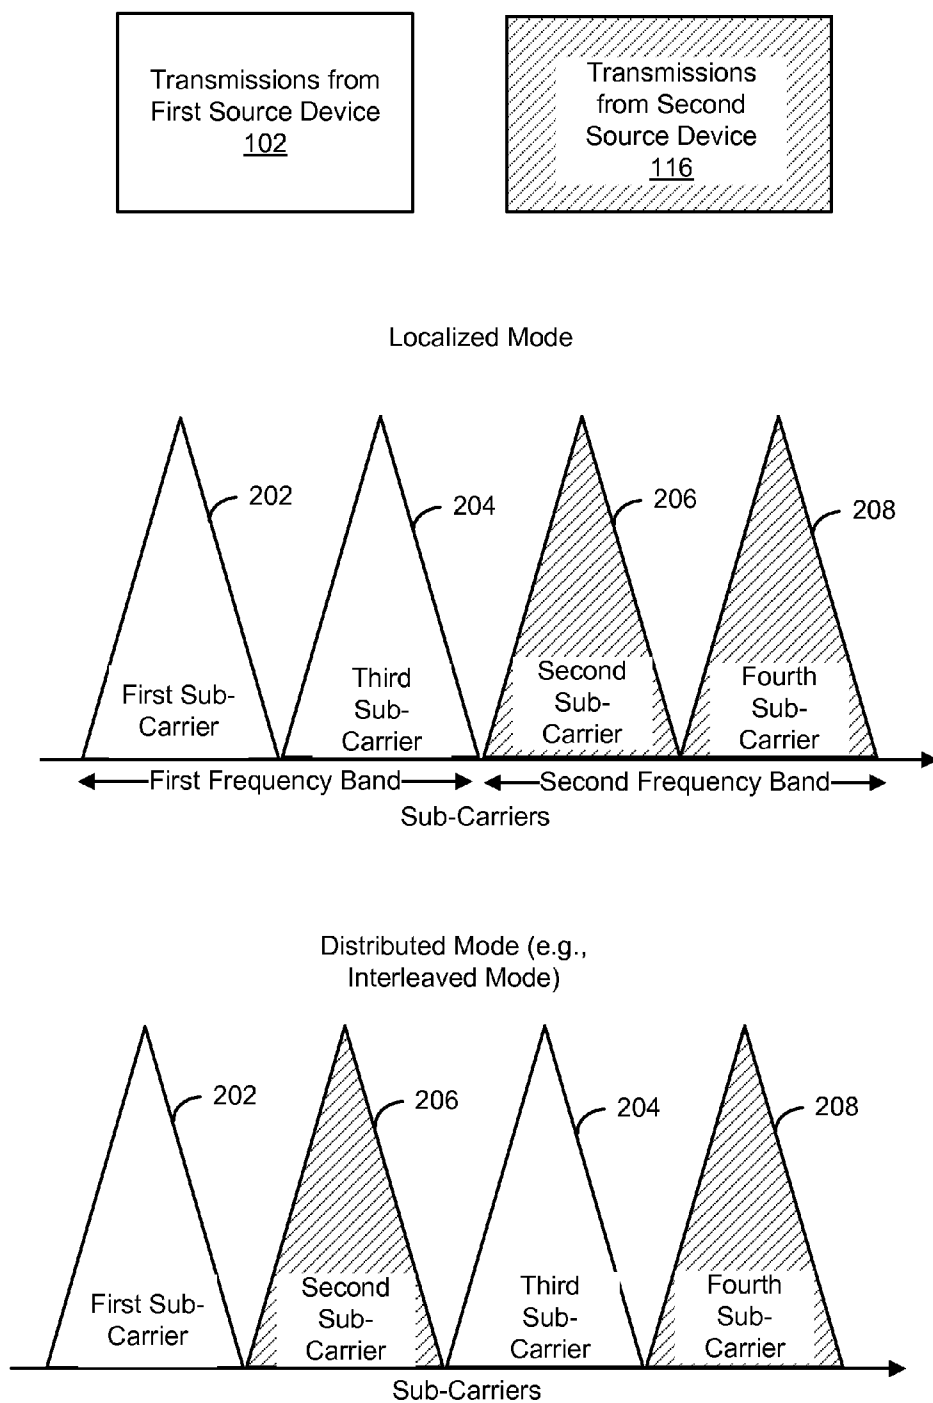 Transmissions from
First Source Device
102
Transmissions
from Second
Source Device
116
Localized Mode
202
204
206
208
First Sub-
Carrier
Third
Sub-
Carrier
Second
Sub-
Carrier
Fourth
Sub-
Carrier
First Frequency Band
Second Frequency Band
Sub-Carriers
Distributed Mode (e.g.,
Interleaved Mode)
202
206
204
208
First Sub-
Carrier
Second
Sub-
Carrier
Third
Sub-
Carrier
Fourth
Sub-
Carrier
Sub-Carriers